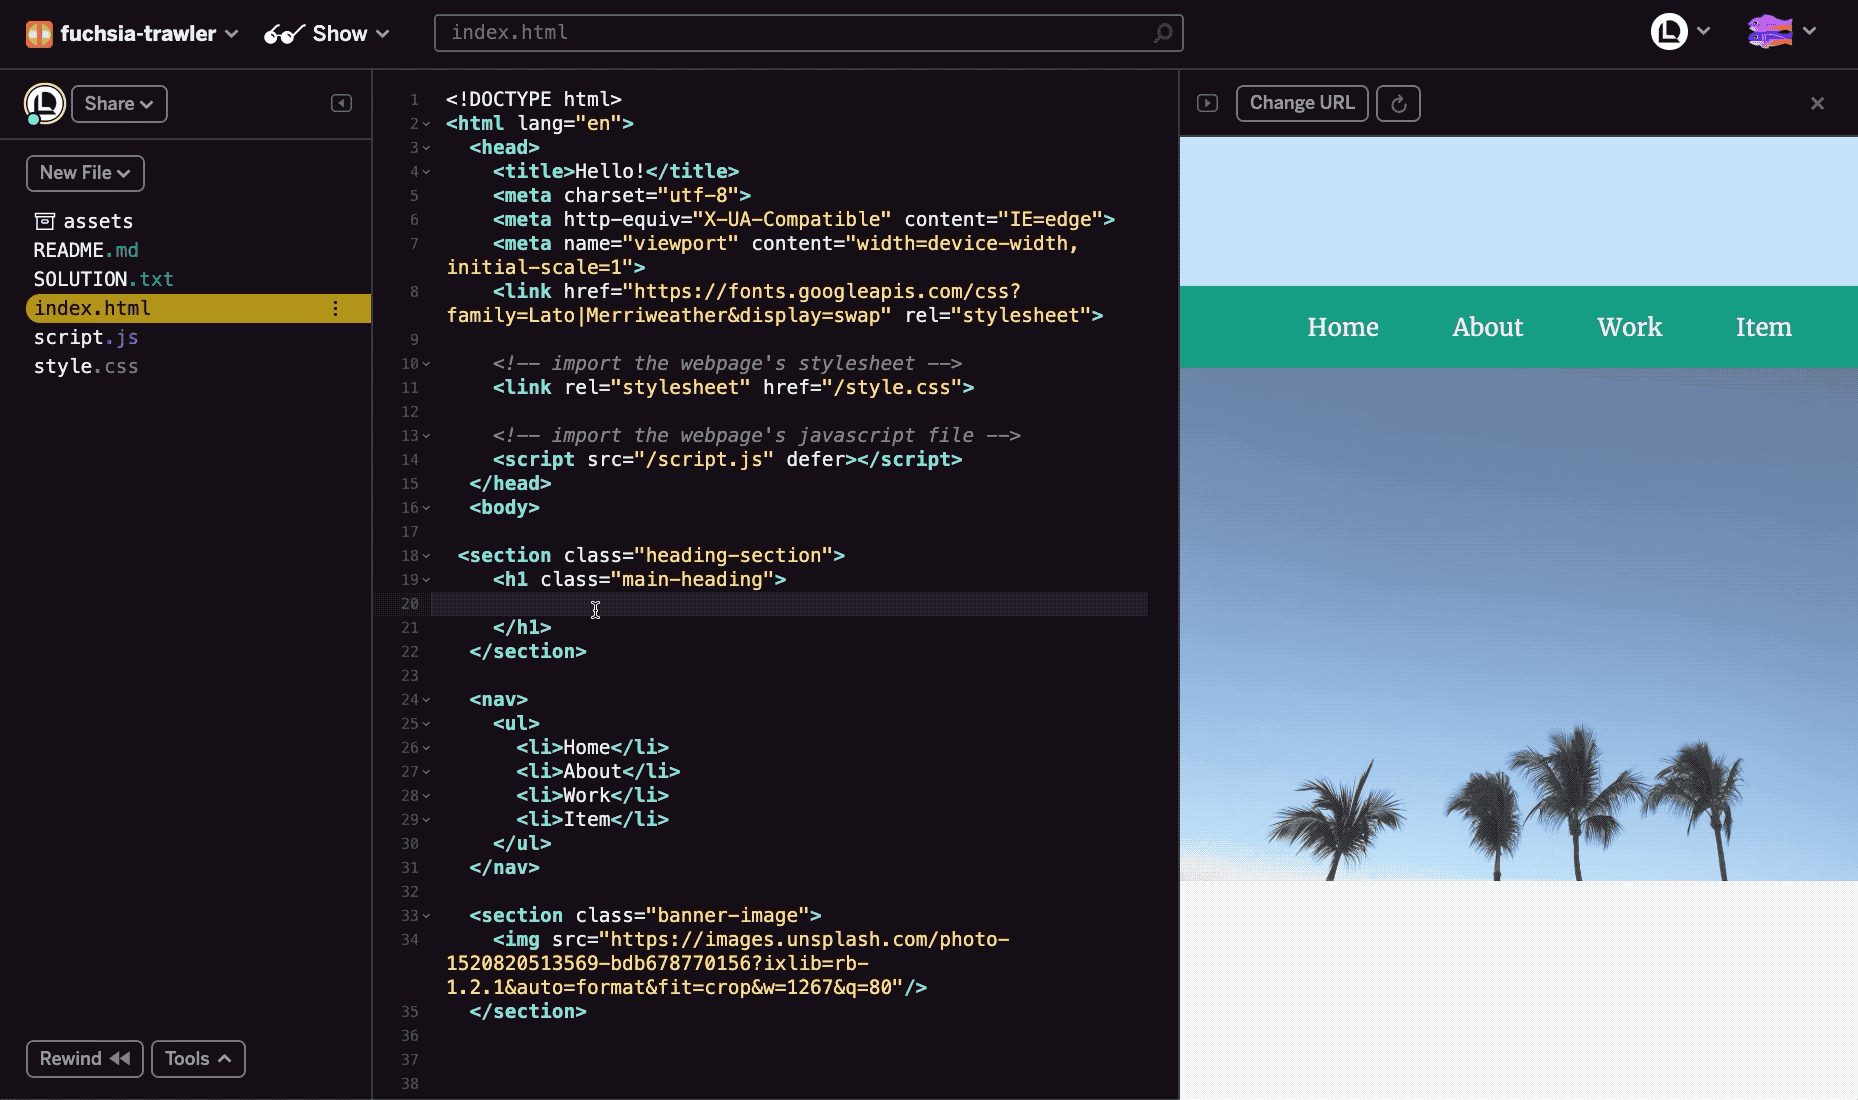 fuchsia-trawler
Show
index.html
Share
Change URL
New File
assets
README.md
SOLUTION.txt
index.html
script.js
style.css
Rewind
Tools
1 <!DOCTYPE html>
2 <html lang="en">
3 <head>
4 <title>Hello!</title>
5 <meta charset="utf-8">
6 <meta http-equiv="X-UA-Compatible" content="IE=edge">
7 <meta name="viewport" content="width=device-width,
initial-scale=1">
8 <link href="https://fonts.googleapis.com/css?
family=Lato|Merriweather&display=swap" rel="stylesheet">
9
10 <!-- import the webpage's stylesheet -->
11 <link rel="stylesheet" href="/style.css">
12
13 <!-- import the webpage's javascript file -->
14 <script src="/script.js" defer></script>
15 </head>
16 <body>
17
18 <section class="heading-section">
19 <h1 class="main-heading">
20
21 </h1>
22 </section>
23
24 <nav>
25 <ul>
26 <li>Home</li>
27 <li>About</li>
28 <li>Work</li>
29 <li>Item</li>
30 </ul>
31 </nav>
32
33 <section class="banner-image">
34 <img src="https://images.unsplash.com/photo-
1520820513569-bdb678770156?ixlib=rb-
1.2.1&auto=format&fit=crop&w=1267&q=80"/>
35 </section>
36
37
38
Home About Work Item